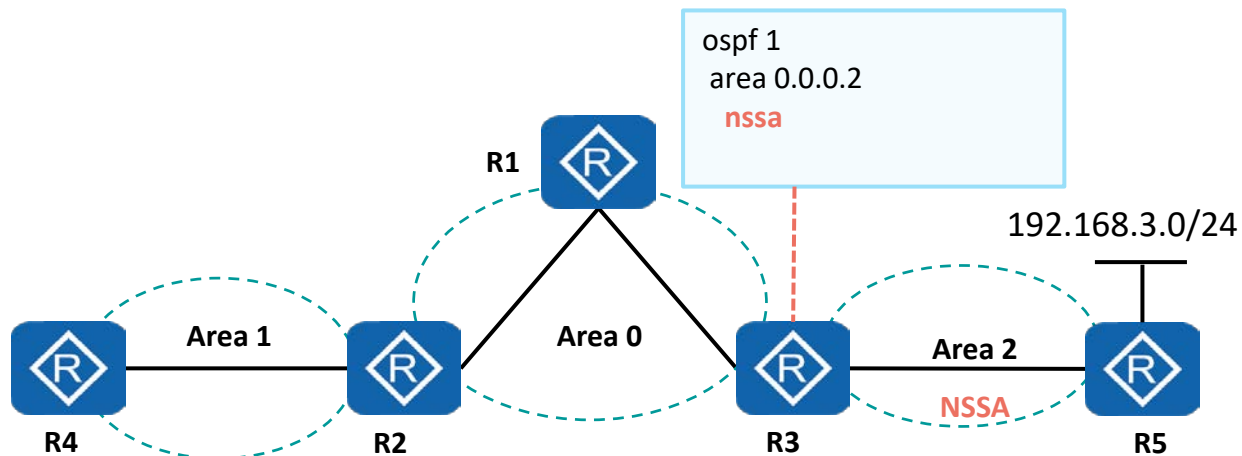 ospf 1
area 0.0.0.2
nssa
R
R1
192.168.3.0/24
R
Area 1
R
Area 0
R
Area 2
R
NSSA
R4
R2
R3
R5